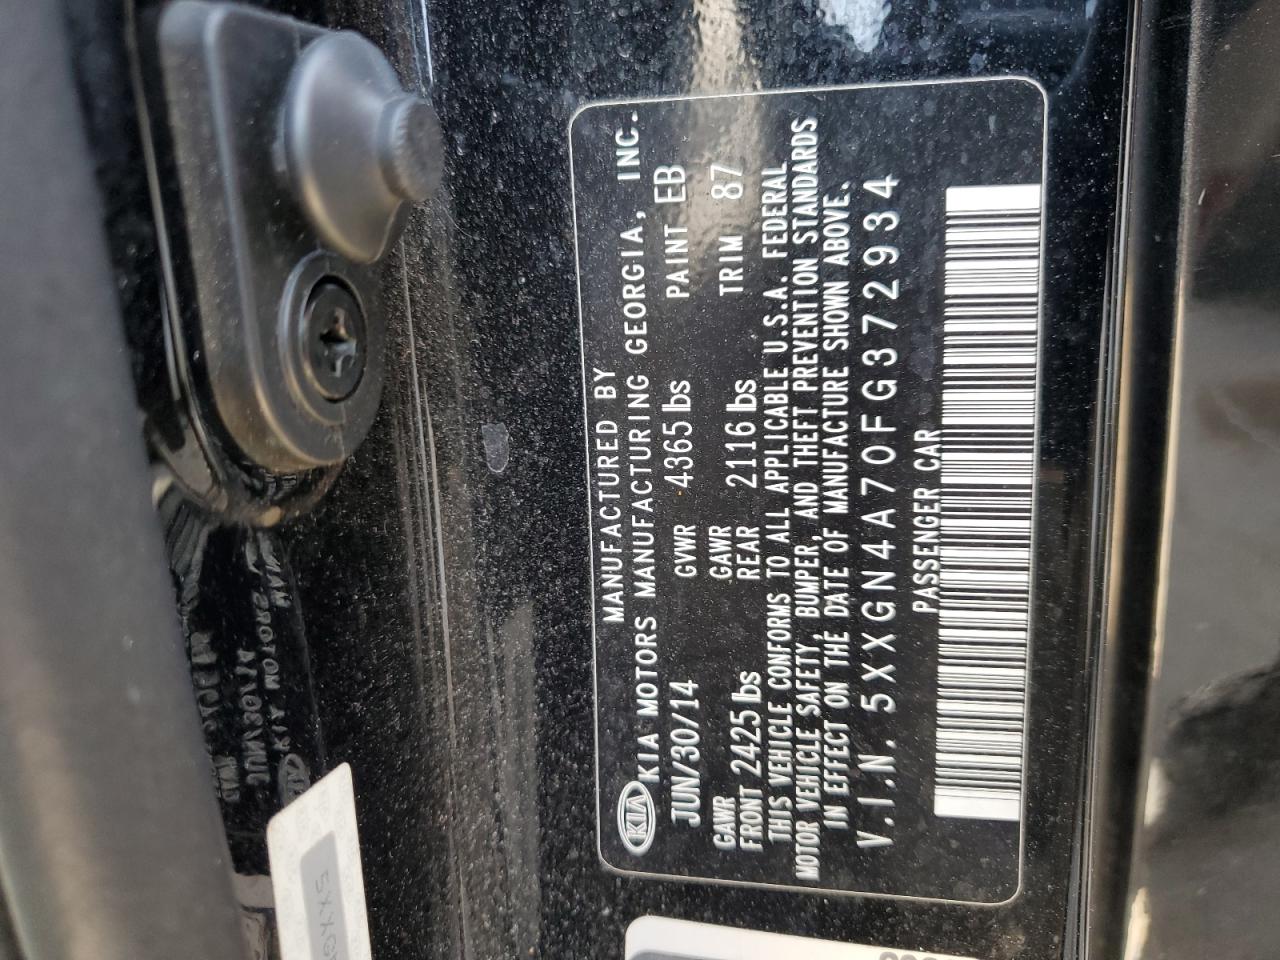 MANUFACTURED BY
KIA KIA MOTORS MANUFACTURING GEORGIA, INC.
JUN/30/14 GVWR 4365 lbs PAINT EB
GAWR FRONT 2425 lbs GAWR REAR 2116 lbs TRIM 87
THIS VEHICLE CONFORMS TO ALL APPLICABLE U.S.A. FEDERAL
MOTOR VEHICLE SAFETY, BUMPER, AND THEFT PREVENTION STANDARDS
IN EFFECT ON THE DATE OF MANUFACTURE SHOWN ABOVE.
V.I.N. 5XXGN4A70FG372934
PASSENGER CAR